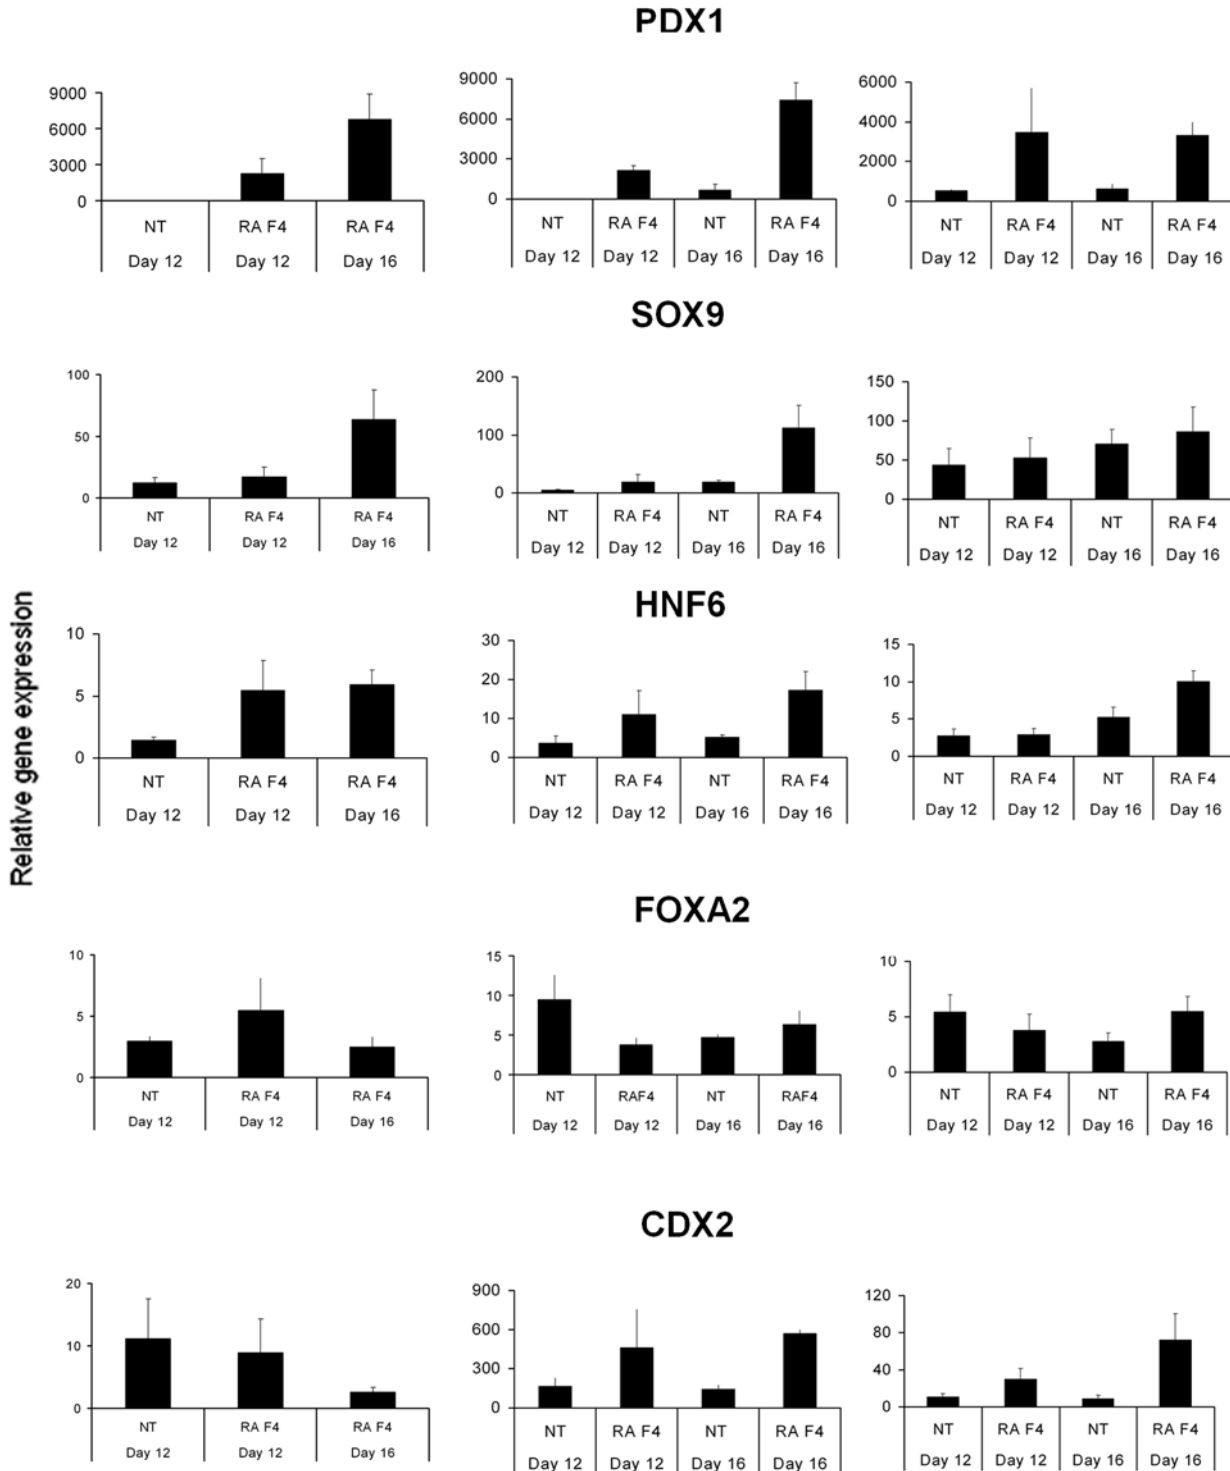 PDX1
9000
6000
3000
0
NT RA F4 RA F4
Day 12 Day 12 Day 16
9000
6000
3000
0
NT RA F4 NT RA F4
Day 12 Day 12 Day 16 Day 16
6000
4000
2000
0
NT RA F4 NT RA F4
Day 12 Day 12 Day 16 Day 16
SOX9
100
50
0
NT RA F4 RA F4
Day 12 Day 12 Day 16
200
100
0
NT RA F4 NT RA F4
Day 12 Day 12 Day 16 Day 16
150
100
50
0
NT RA F4 NT RA F4
Day 12 Day 12 Day 16 Day 16
Relative gene expression
HNF6
10
5
0
NT RA F4 RA F4
Day 12 Day 12 Day 16
30
20
10
0
NT RA F4 NT RA F4
Day 12 Day 12 Day 16 Day 16
15
10
5
0
NT RA F4 NT RA F4
Day 12 Day 12 Day 16 Day 16
FOXA2
10
5
0
NT RA F4 RA F4
Day 12 Day 12 Day 16
15
10
5
0
NT RAF4 NT RAF4
Day 12 Day 12 Day 16 Day 16
10
5
0
NT RA F4 NT RA F4
Day 12 Day 12 Day 16 Day 16
CDX2
20
10
0
NT RA F4 RA F4
Day 12 Day 12 Day 16
900
600
300
0
NT RA F4 NT RA F4
Day 12 Day 12 Day 16 Day 16
120
80
40
0
NT RA F4 NT RA F4
Day 12 Day 12 Day 16 Day 16